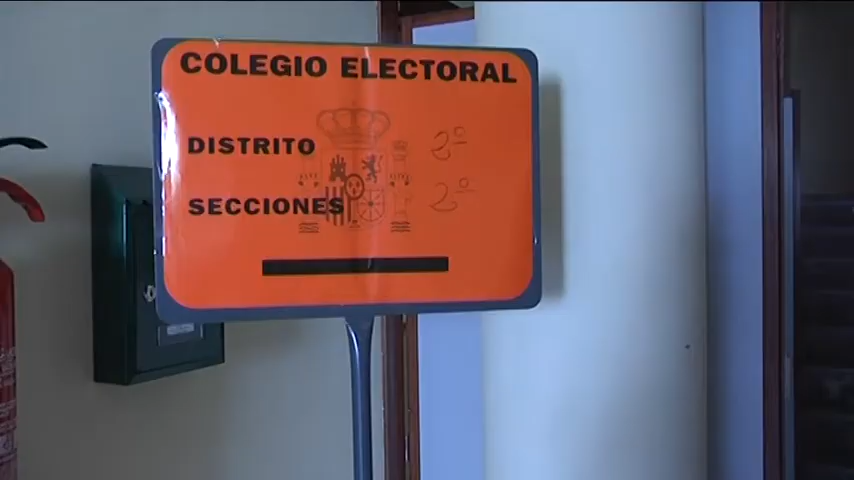 COLEGIO ELECTORAL
DISTRITO 2º
SECCIONES 2º